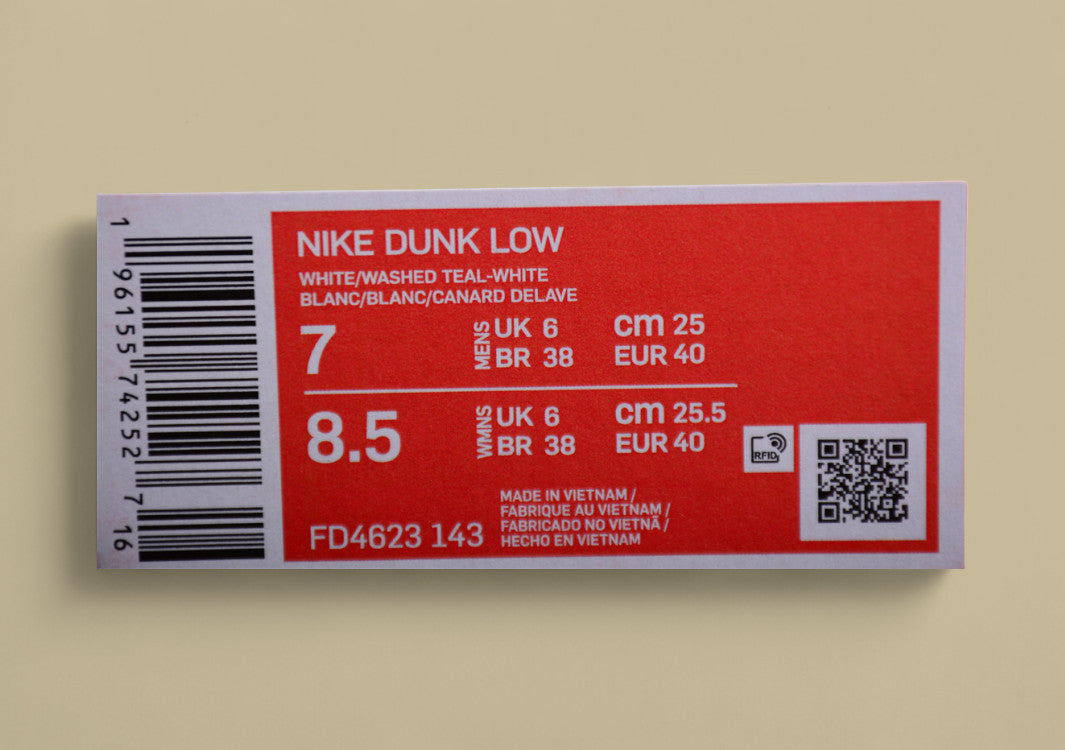 1 96155 74252 7 16
NIKE DUNK LOW
WHITE/WASHED TEAL-WHITE
BLANC/BLANC/CANARD DELAVE
7 MENS UK 6 cm 25
BR 38 EUR 40
8.5 WMNS UK 6 cm 25.5
BR 38 EUR 40
RFID
MADE IN VIETNAM /
FABRIQUE AU VIETNAM /
FABRICADO NO VIETNÃ /
HECHO EN VIETNAM
FD4623 143